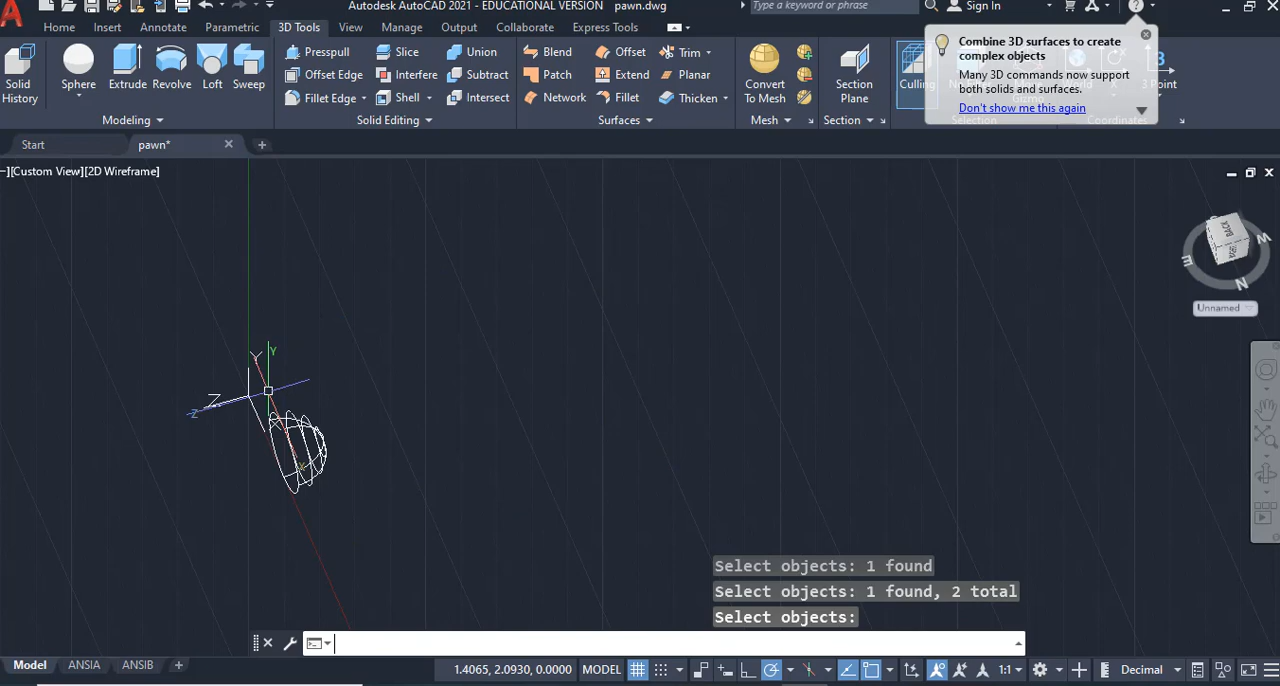 Autodesk AutoCAD 2021 - EDUCATIONAL VERSION pawn.dwg
Type a keyword or phrase
Sign In
Home Insert Annotate Parametric 3D Tools View Manage Output Collaborate Express Tools
Solid
History
Sphere
Extrude
Revolve
Loft
Sweep
Modeling
Presspull
Offset Edge
Fillet Edge
Slice
Interfere
Shell
Union
Subtract
Intersect
Solid Editing
Blend
Patch
Network
Offset
Extend
Fillet
Trim
Planar
Thicken
Surfaces
Convert
To Mesh
Mesh
Section
Plane
Section
Culling
3
3 Point
Selection
Coordinates
Combine 3D surfaces to create
complex objects
Many 3D commands now support
both solids and surfaces.
Don't show me this again
Start
pawn*
[Custom View][2D Wireframe]
BACK
W
E
N
Unnamed
Y
Y
Z
Z
X
Select objects: 1 found
Select objects: 1 found, 2 total
Select objects:
Model ANSIA ANSIB
1.4065, 2.0930, 0.0000 MODEL
1:1
Decimal